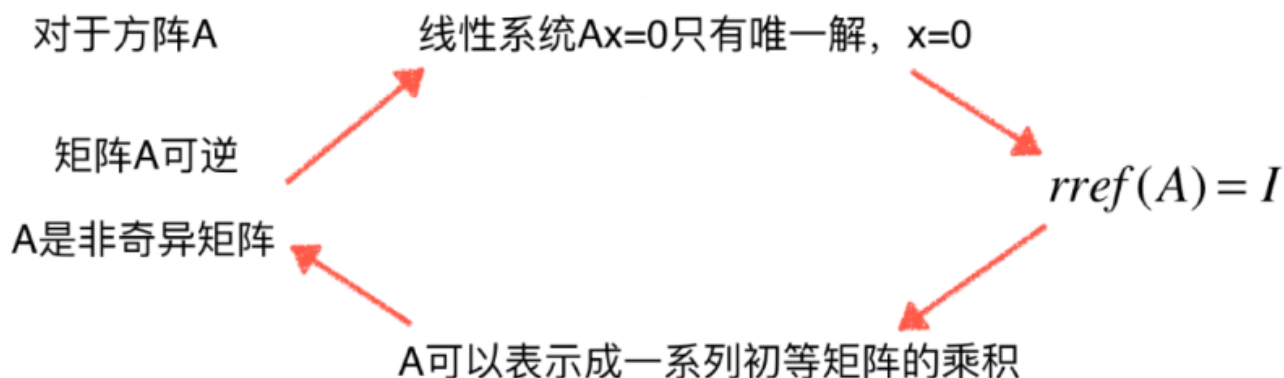 对于方阵A
线性系统Ax=0只有唯一解，x=0
矩阵A可逆
rref(A)=I
A是非奇异矩阵
A可以表示成一系列初等矩阵的乘积